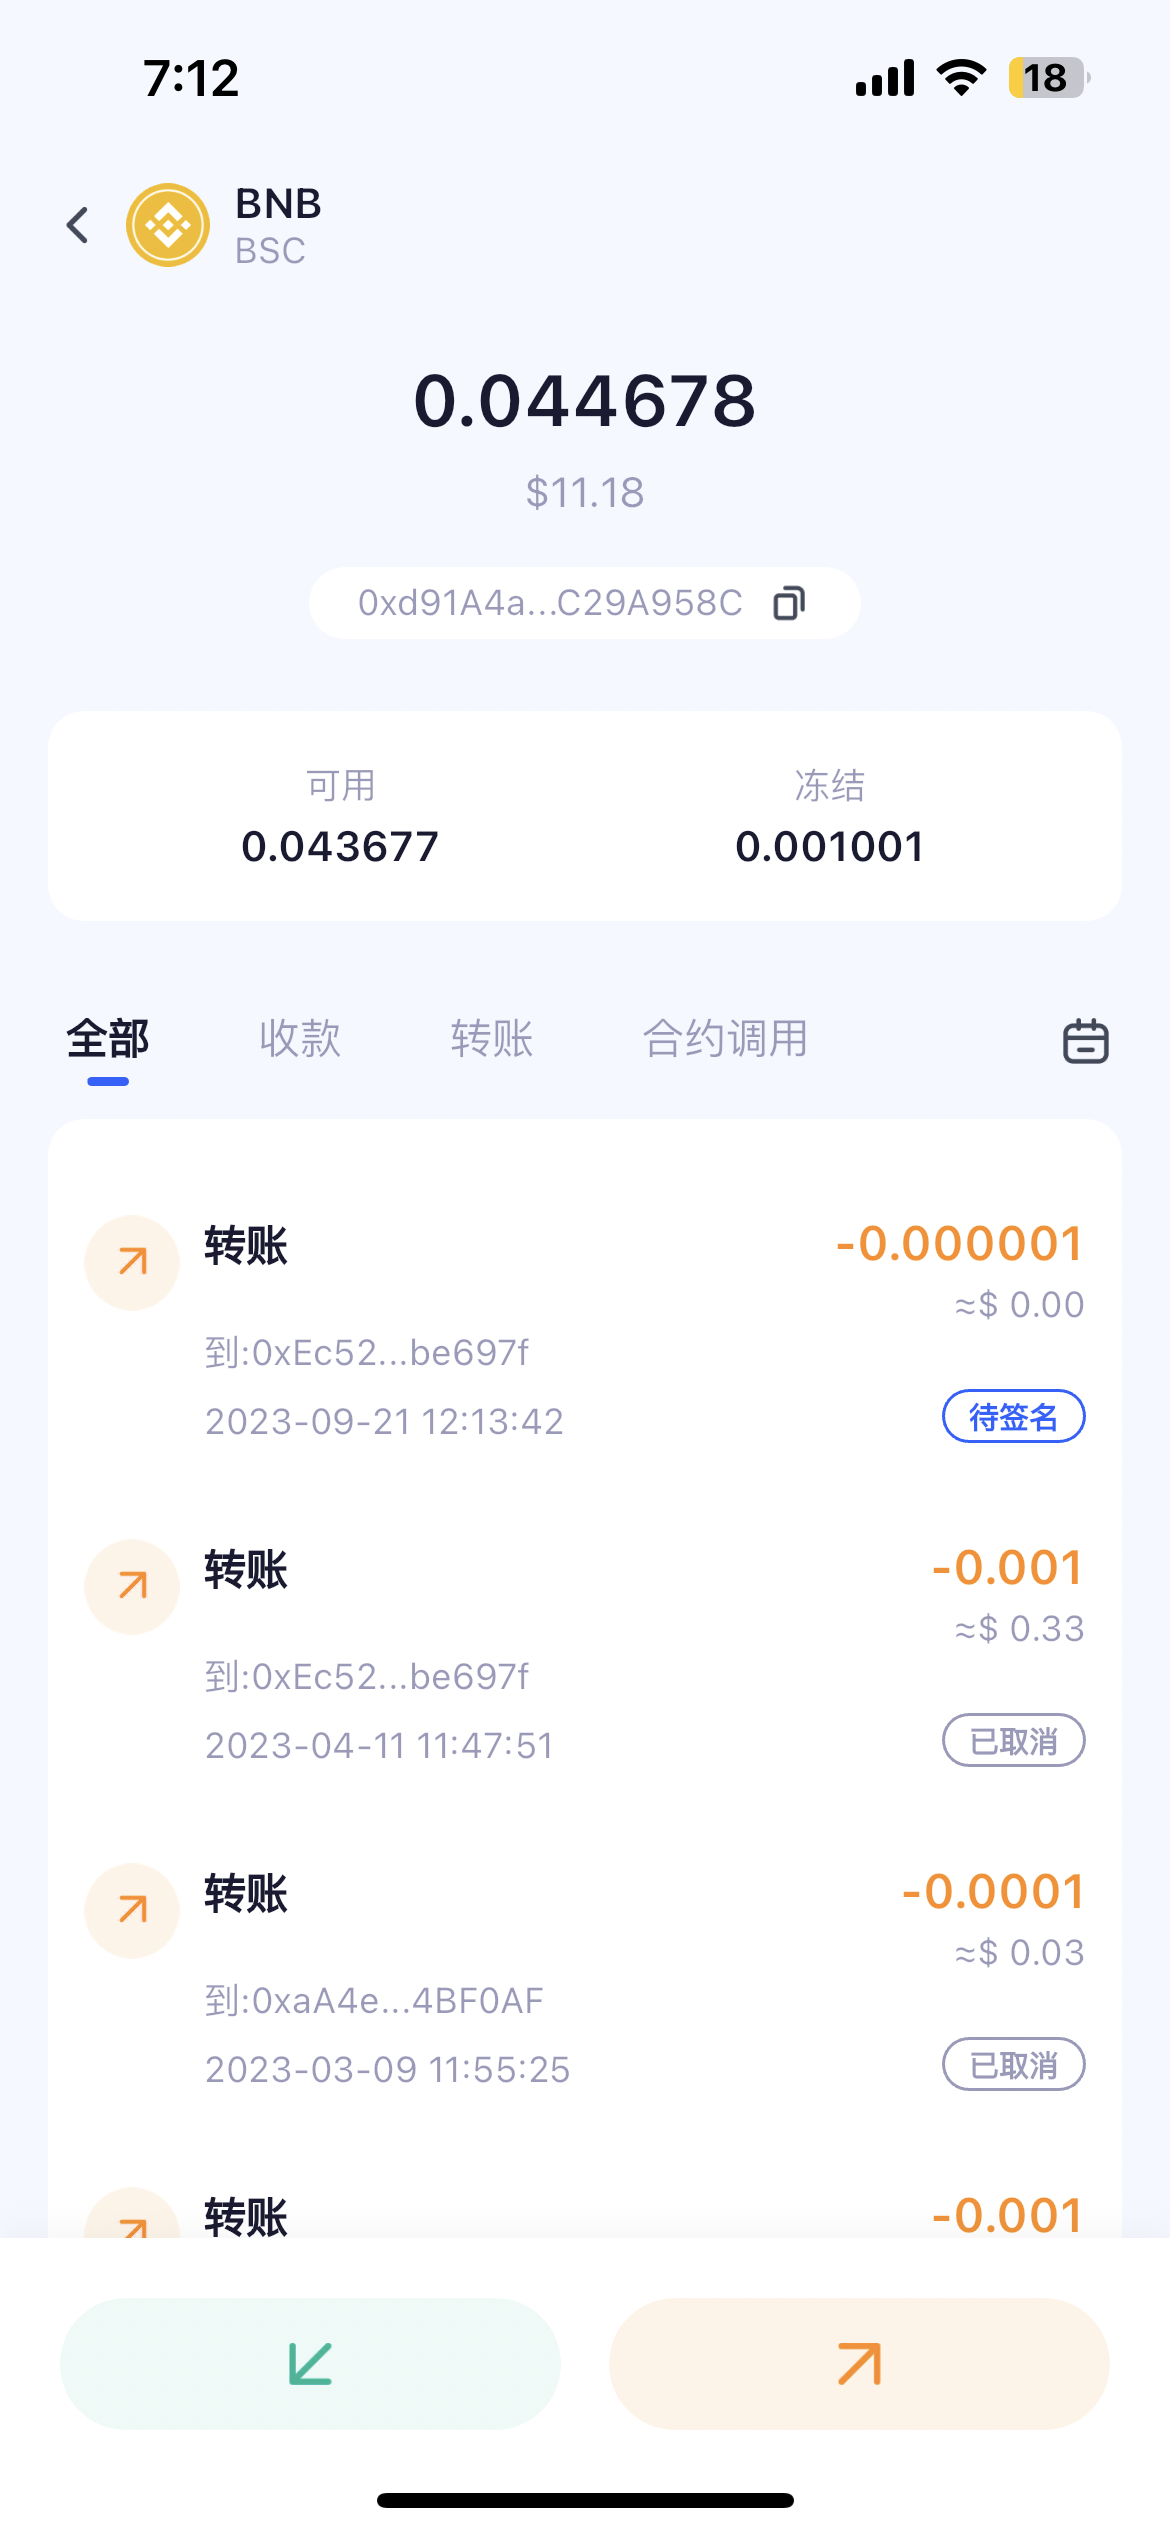 7:12
18
BNB
BSC
0.044678
$11.18
0xd91A4a...C29A958C
可用 冻结
0.043677 0.001001
全部 收款 转账 合约调用
转账 -0.000001
≈$ 0.00
到:0xEc52...be697f
2023-09-21 12:13:42 待签名
转账 -0.001
≈$ 0.33
到:0xEc52...be697f
2023-04-11 11:47:51 已取消
转账 -0.0001
≈$ 0.03
到:0xaA4e...4BF0AF
2023-03-09 11:55:25 已取消
转账 -0.001